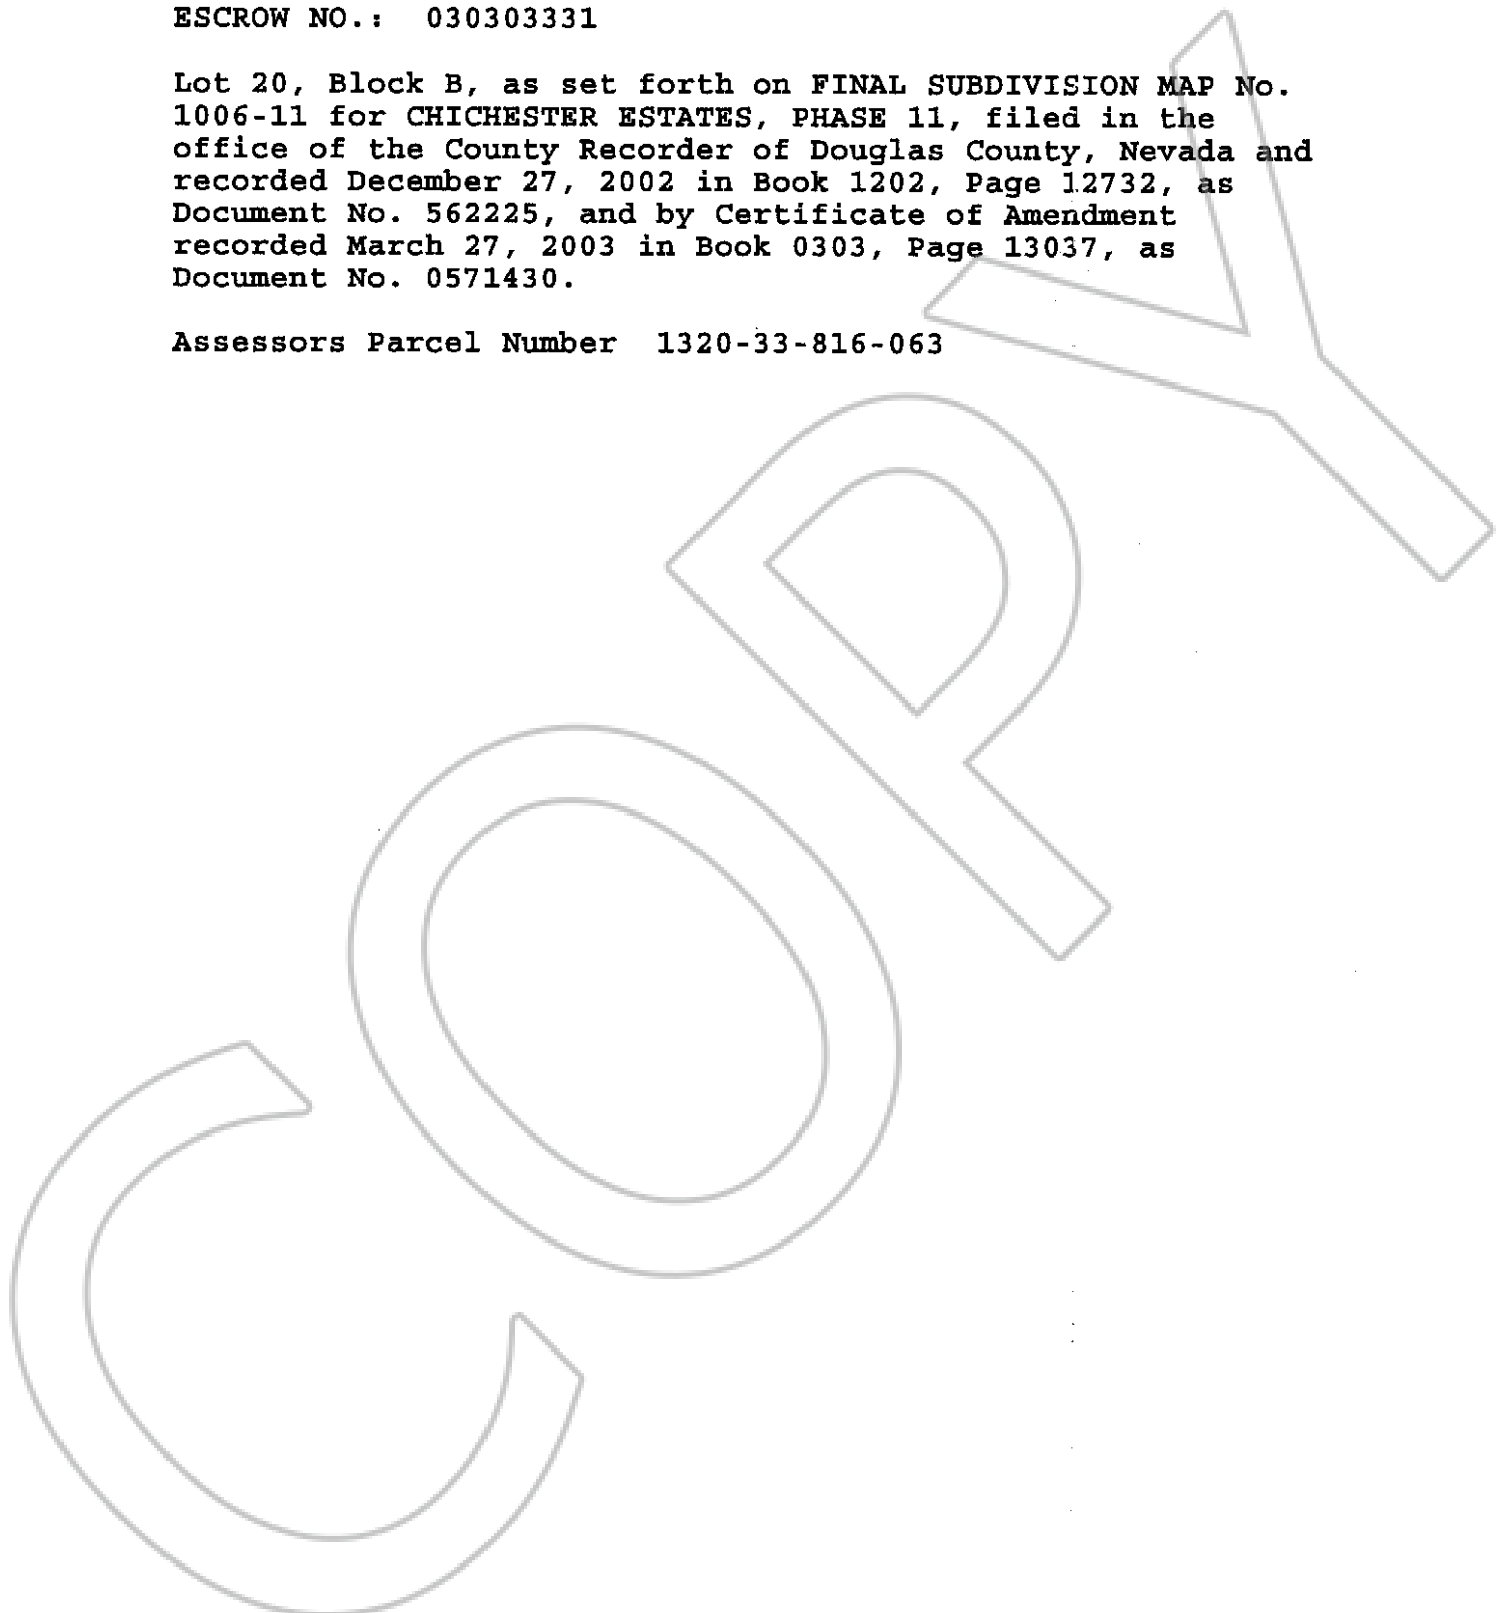 ESCROW NO.: 030303331
Lot 20, Block B, as set forth on FINAL SUBDIVISION MAP No.
1006-11 for CHICHESTER ESTATES, PHASE 11, filed in the
office of the County Recorder of Douglas County, Nevada and
recorded December 27, 2002 in Book 1202, Page 12732, as
Document No. 562225, and by Certificate of Amendment
recorded March 27, 2003 in Book 0303, Page 13037, as
Document No. 0571430.
Assessors Parcel Number 1320-33-816-063
COPY